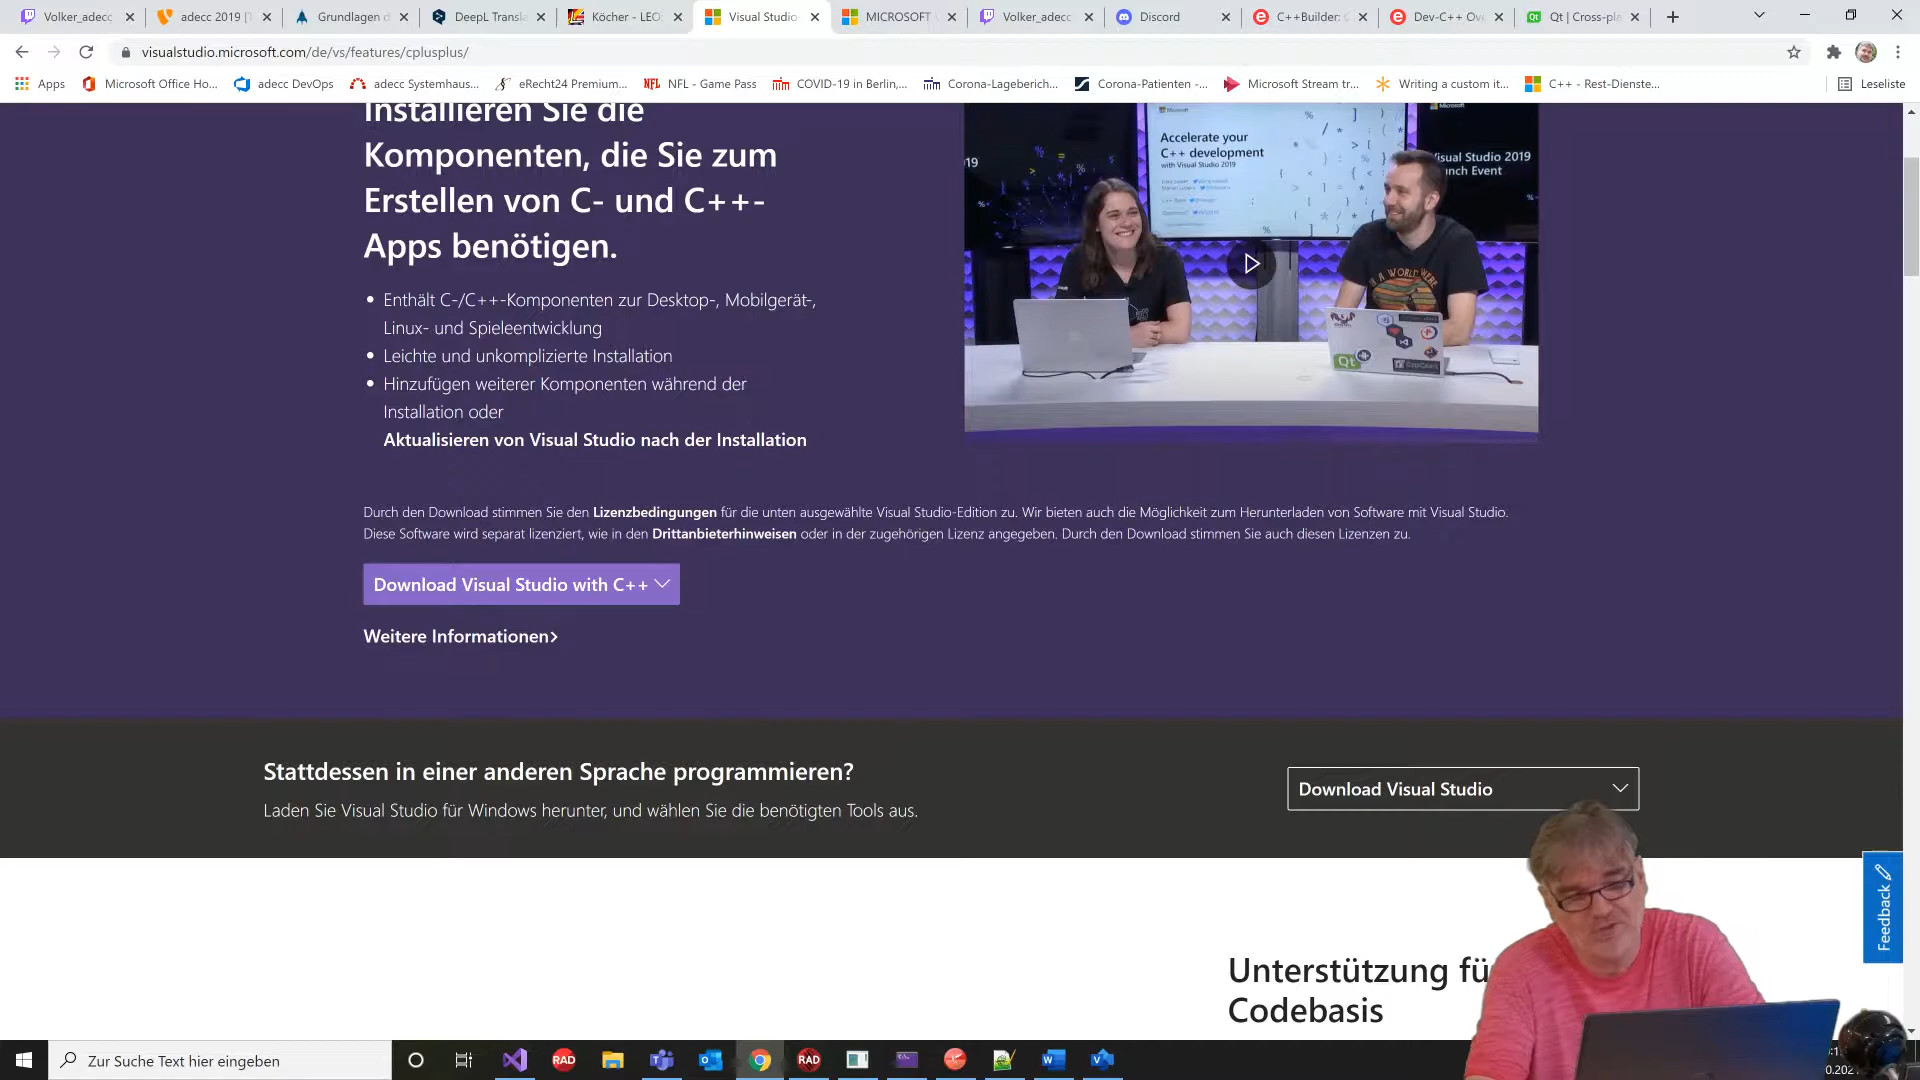 Volker_adecc
adecc 2019 [T
Grundlagen d
DeepL Transla
Köcher - LEO:
Visual Studio
MICROSOFT
Volker_adecc
Discord
C++Builder: C
Dev-C++ Ove
Qt | Cross-pla
visualstudio.microsoft.com/de/vs/features/cplusplus/
Apps
Microsoft Office Ho...
adecc DevOps
adecc Systemhaus...
eRecht24 Premium...
NFL - Game Pass
COVID-19 in Berlin,...
Corona-Lageberich...
Corona-Patienten -...
Microsoft Stream tr...
Writing a custom it...
C++ - Rest-Dienste...
Leseliste
Installieren Sie die
Komponenten, die Sie zum
Erstellen von C- und C++-
Apps benötigen.
Enthält C-/C++-Komponenten zur Desktop-, Mobilgerät-,
Linux- und Spieleentwicklung
Leichte und unkomplizierte Installation
Hinzufügen weiterer Komponenten während der
Installation oder
Aktualisieren von Visual Studio nach der Installation
Microsoft
Accelerate your
C++ development
with Visual Studio 2019
19
Visual Studio 2019
unch Event
Qt
Durch den Download stimmen Sie den Lizenzbedingungen für die unten ausgewählte Visual Studio-Edition zu. Wir bieten auch die Möglichkeit zum Herunterladen von Software mit Visual Studio.
Diese Software wird separat lizenziert, wie in den Drittanbieterhinweisen oder in der zugehörigen Lizenz angegeben. Durch den Download stimmen Sie auch diesen Lizenzen zu.
Download Visual Studio with C++
Weitere Informationen
Stattdessen in einer anderen Sprache programmieren?
Laden Sie Visual Studio für Windows herunter, und wählen Sie die benötigten Tools aus.
Download Visual Studio
Feedback
Unterstützung fü
Codebasis
Zur Suche Text hier eingeben
RAD
RAD